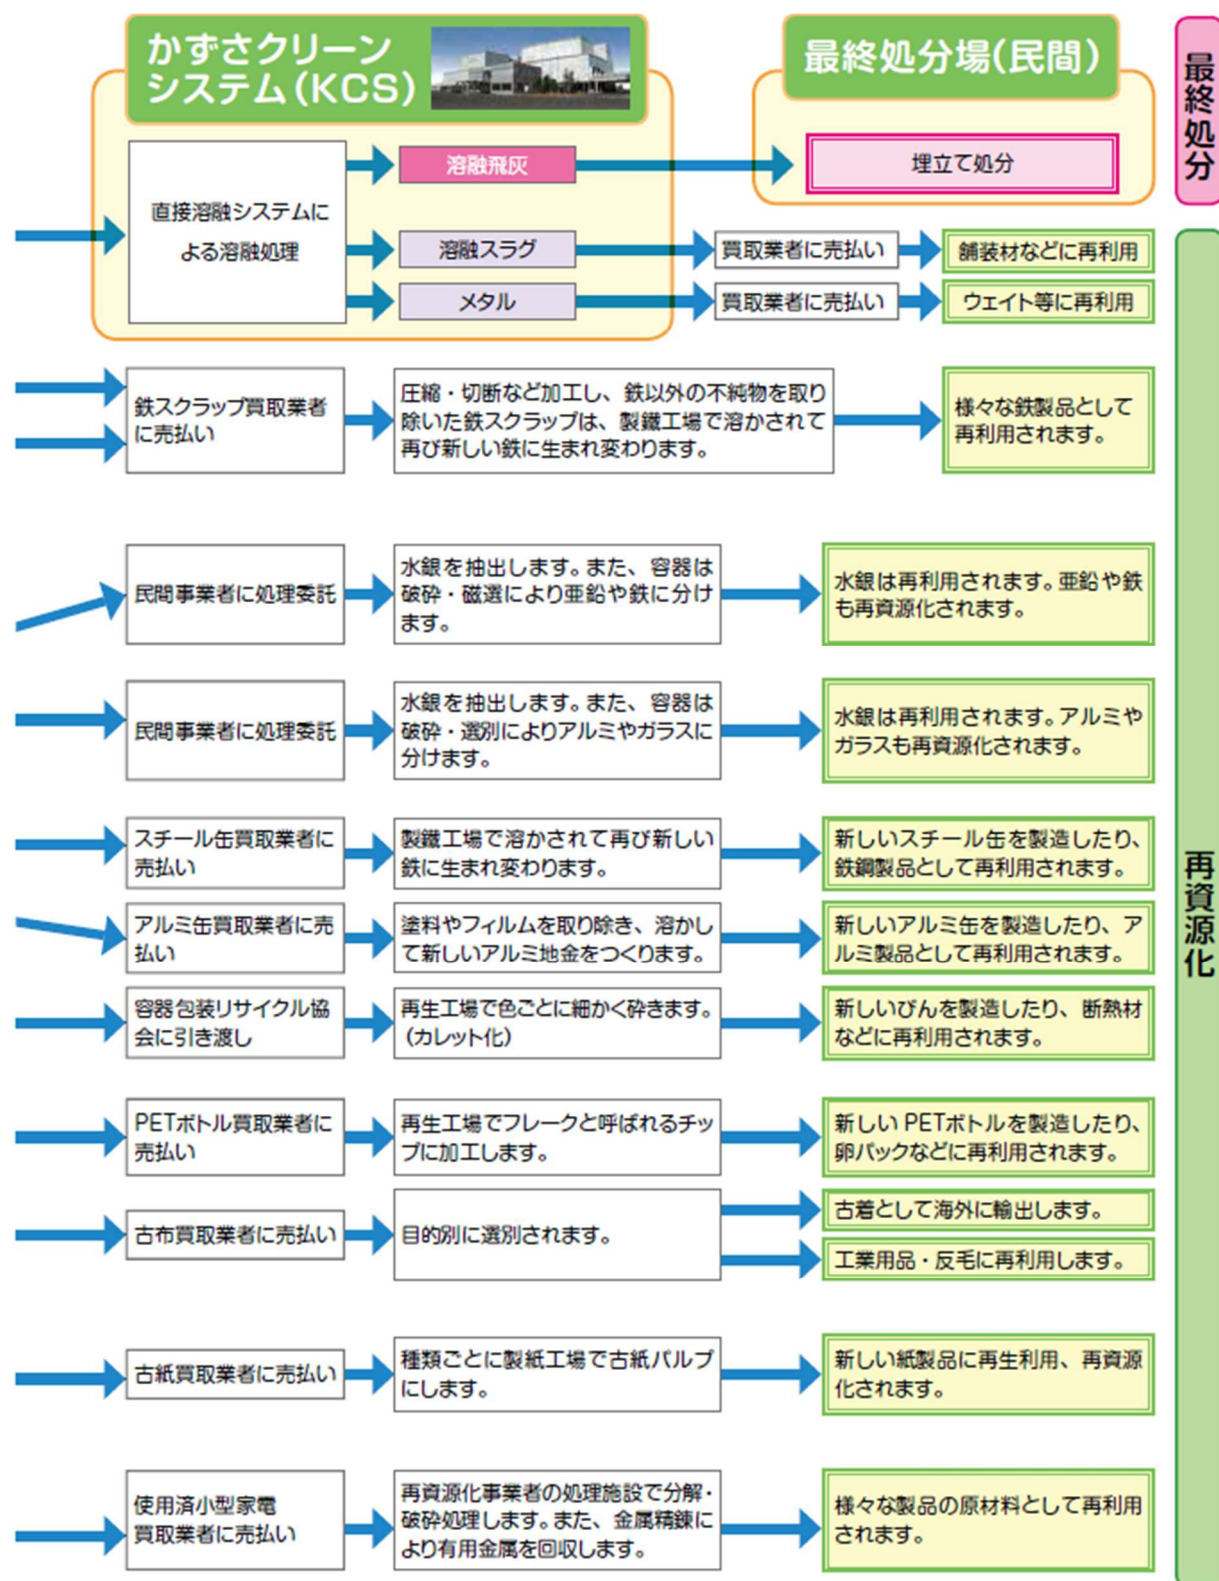 かずさクリーン
システム(KCS)
最終処分場(民間)
最終処分
直接溶融システムに
よる溶融処理
溶融飛灰
埋立て処分
溶融スラグ
買取業者に売払い
舗装材などに再利用
メタル
買取業者に売払い
ウェイト等に再利用
再資源化
鉄スクラップ買取業者
に売払い
圧縮・切断など加工し、鉄以外の不純物を取り
除いた鉄スクラップは、製鐵工場で溶かされて
再び新しい鉄に生まれ変わります。
様々な鉄製品として
再利用されます。
民間事業者に処理委託
水銀を抽出します。また、容器は
破砕・磁選により亜鉛や鉄に分け
ます。
水銀は再利用されます。亜鉛や鉄
も再資源化されます。
民間事業者に処理委託
水銀を抽出します。また、容器は
破砕・選別によりアルミやガラスに
分けます。
水銀は再利用されます。アルミや
ガラスも再資源化されます。
スチール缶買取業者に
売払い
製鐵工場で溶かされて再び新しい
鉄に生まれ変わります。
新しいスチール缶を製造したり、
鉄鋼製品として再利用されます。
アルミ缶買取業者に売
払い
塗料やフィルムを取り除き、溶かし
て新しいアルミ地金をつくります。
新しいアルミ缶を製造したり、ア
ルミ製品として再利用されます。
容器包装リサイクル協
会に引き渡し
再生工場で色ごとに細かく砕きます。
(カレット化)
新しいびんを製造したり、断熱材
などに再利用されます。
PETボトル買取業者に
売払い
再生工場でフレークと呼ばれるチッ
プに加工します。
新しいPETボトルを製造したり、
卵パックなどに再利用されます。
古布買取業者に売払い
目的別に選別されます。
古着として海外に輸出します。
工業用品・反毛に再利用します。
古紙買取業者に売払い
種類ごとに製紙工場で古紙パルプ
にします。
新しい紙製品に再生利用、再資源
化されます。
使用済小型家電
買取業者に売払い
再資源化事業者の処理施設で分解・
破砕処理します。また、金属精錬に
より有用金属を回収します。
様々な製品の原材料として再利用
されます。